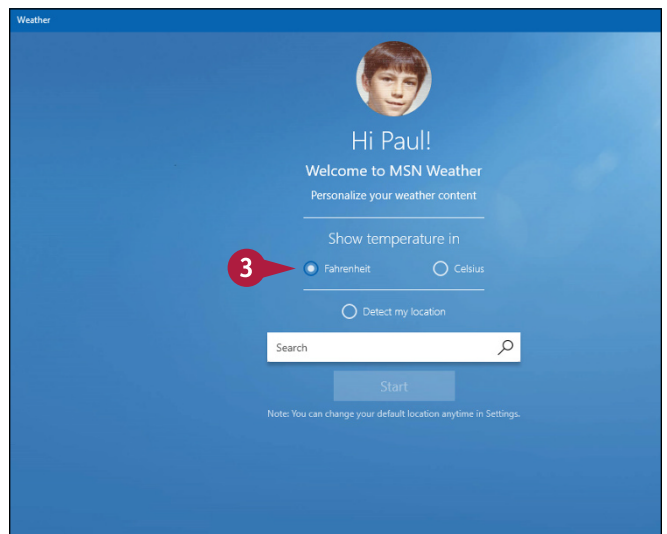 Weather
Hi Paul!
Welcome to MSN Weather
Personalize your weather content
Show temperature in
3 Fahrenheit Celsius
Detect my location
Search
Start
Note: You can change your default location anytime in Settings.